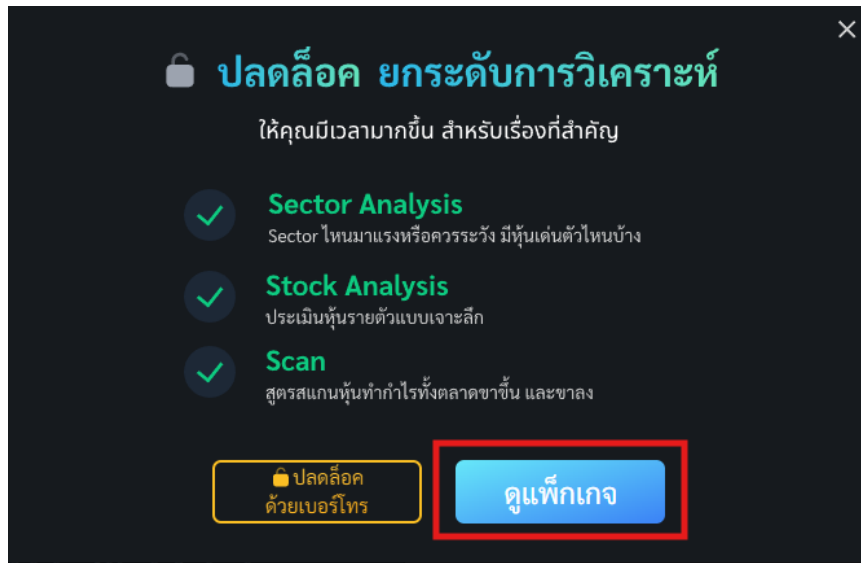 ปลดล็อค ยกระดับการวิเคราะห์
ให้คุณมีเวลามากขึ้น สำหรับเรื่องที่สำคัญ
Sector Analysis
Sector ไหนมาแรงหรือควรระวัง มีหุ้นเด่นตัวไหนบ้าง
Stock Analysis
ประเมินหุ้นรายตัวแบบเจาะลึก
Scan
สูตรสแกนหุ้นทำกำไรทั้งตลาดขาขึ้น และขาลง
ปลดล็อค
ด้วยเบอร์โทร
ดูแพ็กเกจ